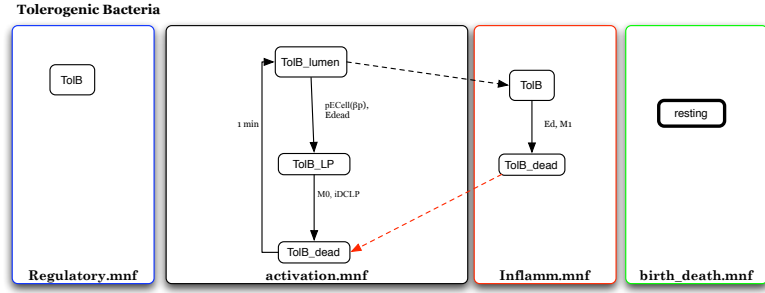 Tolerogenic Bacteria
TolB
TolB_lumen
TolB
resting
pECell(βp),
Edead
1 min
Ed, M1
TolB_LP
TolB_dead
M0, iDCLP
TolB_dead
Regulatory.mnf
activation.mnf
Inflamm.mnf
birth_death.mnf